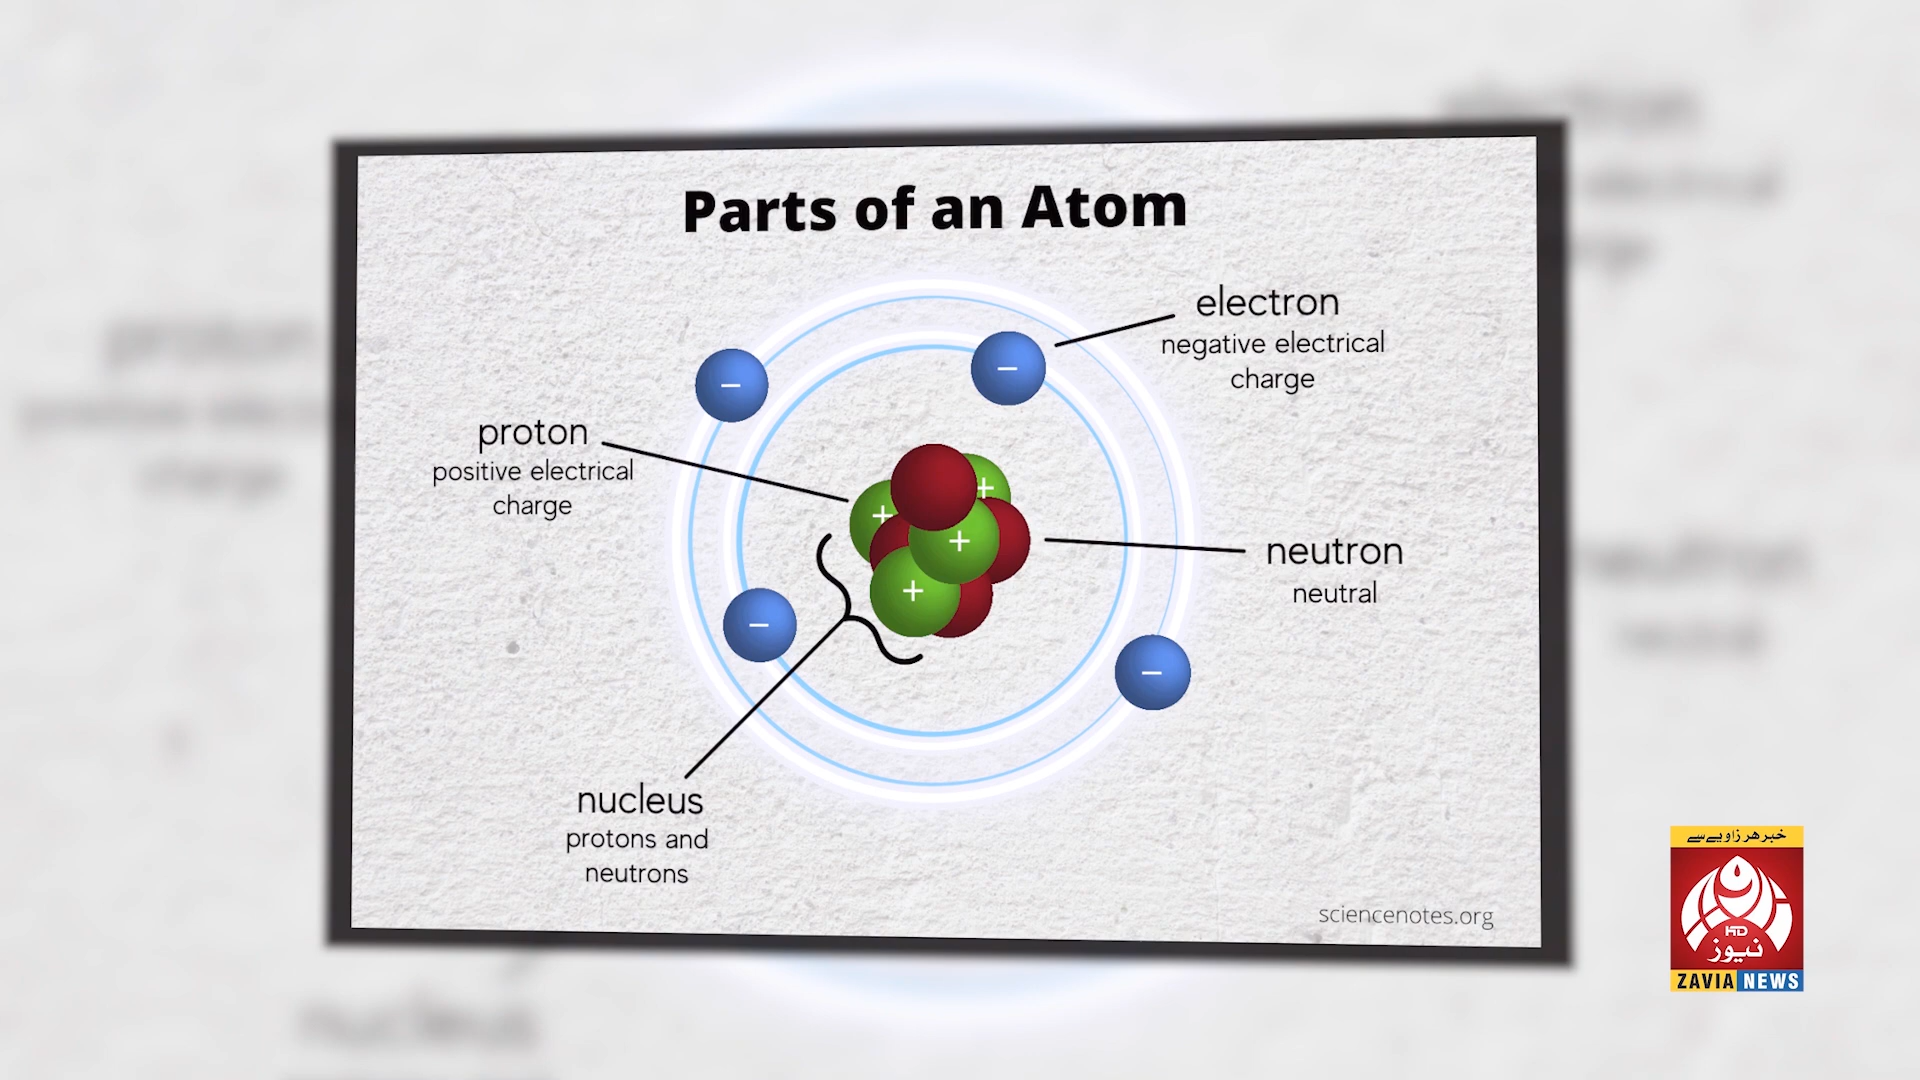 Parts of an Atom
electron
negative electrical
charge
proton
positive electrical
charge
neutron
neutral
nucleus
protons and
neutrons
sciencenotes.org
خبر هر زاویے سے
HD
نیوز
ZAVIA NEWS